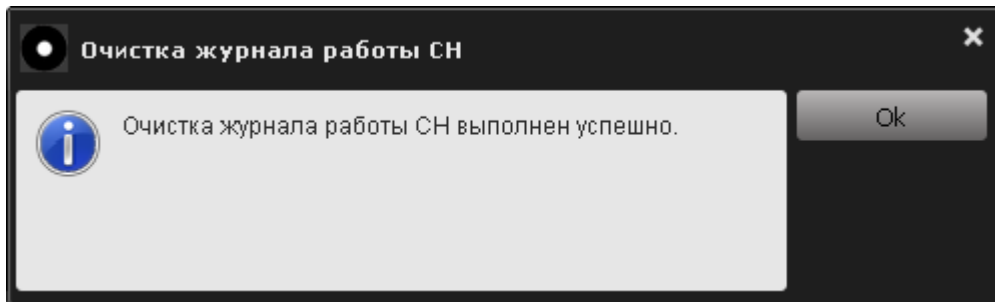 Очистка журнала работы СН
Очистка журнала работы СН выполнен успешно.
Ok